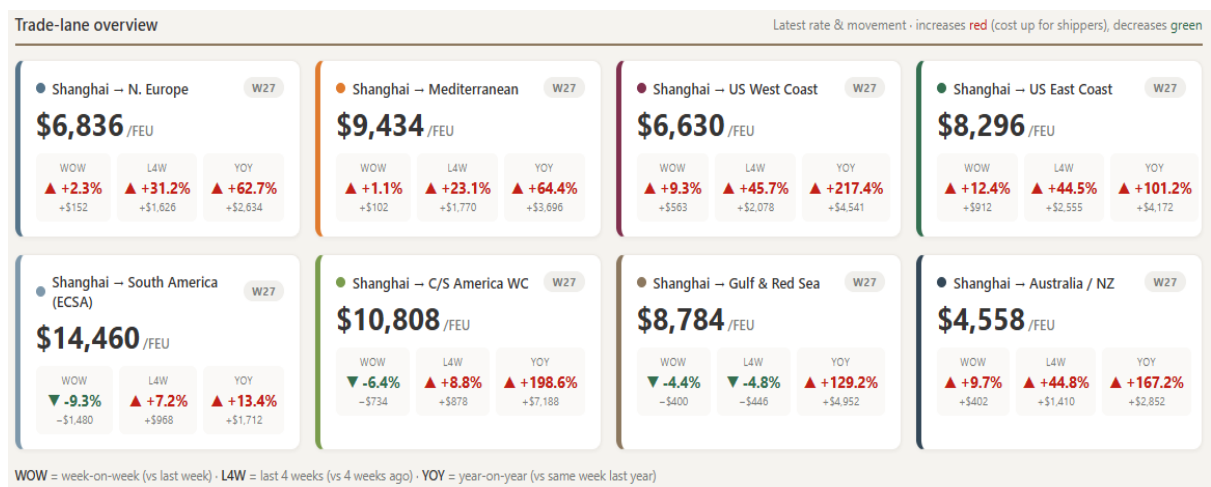 Trade-lane overview
Latest rate & movement · increases red (cost up for shippers), decreases green
Shanghai → N. Europe W27
$6,836 /FEU
WOW L4W YOY
▲ +2.3% ▲ +31.2% ▲ +62.7%
+$152 +$1,626 +$2,634
Shanghai → Mediterranean W27
$9,434 /FEU
WOW L4W YOY
▲ +1.1% ▲ +23.1% ▲ +64.4%
+$102 +$1,770 +$3,696
Shanghai → US West Coast W27
$6,630 /FEU
WOW L4W YOY
▲ +9.3% ▲ +45.7% ▲ +217.4%
+$563 +$2,078 +$4,541
Shanghai → US East Coast W27
$8,296 /FEU
WOW L4W YOY
▲ +12.4% ▲ +44.5% ▲ +101.2%
+$912 +$2,555 +$4,172
Shanghai → South America
(ECSA) W27
$14,460 /FEU
WOW L4W YOY
▼ -9.3% ▲ +7.2% ▲ +13.4%
−$1,480 +$968 +$1,712
Shanghai → C/S America WC W27
$10,808 /FEU
WOW L4W YOY
▼ -6.4% ▲ +8.8% ▲ +198.6%
−$734 +$878 +$7,188
Shanghai → Gulf & Red Sea W27
$8,784 /FEU
WOW L4W YOY
▼ -4.4% ▼ -4.8% ▲ +129.2%
−$400 −$446 +$4,952
Shanghai → Australia / NZ W27
$4,558 /FEU
WOW L4W YOY
▲ +9.7% ▲ +44.8% ▲ +167.2%
+$402 +$1,410 +$2,852
WOW = week-on-week (vs last week) · L4W = last 4 weeks (vs 4 weeks ago) · YOY = year-on-year (vs same week last year)